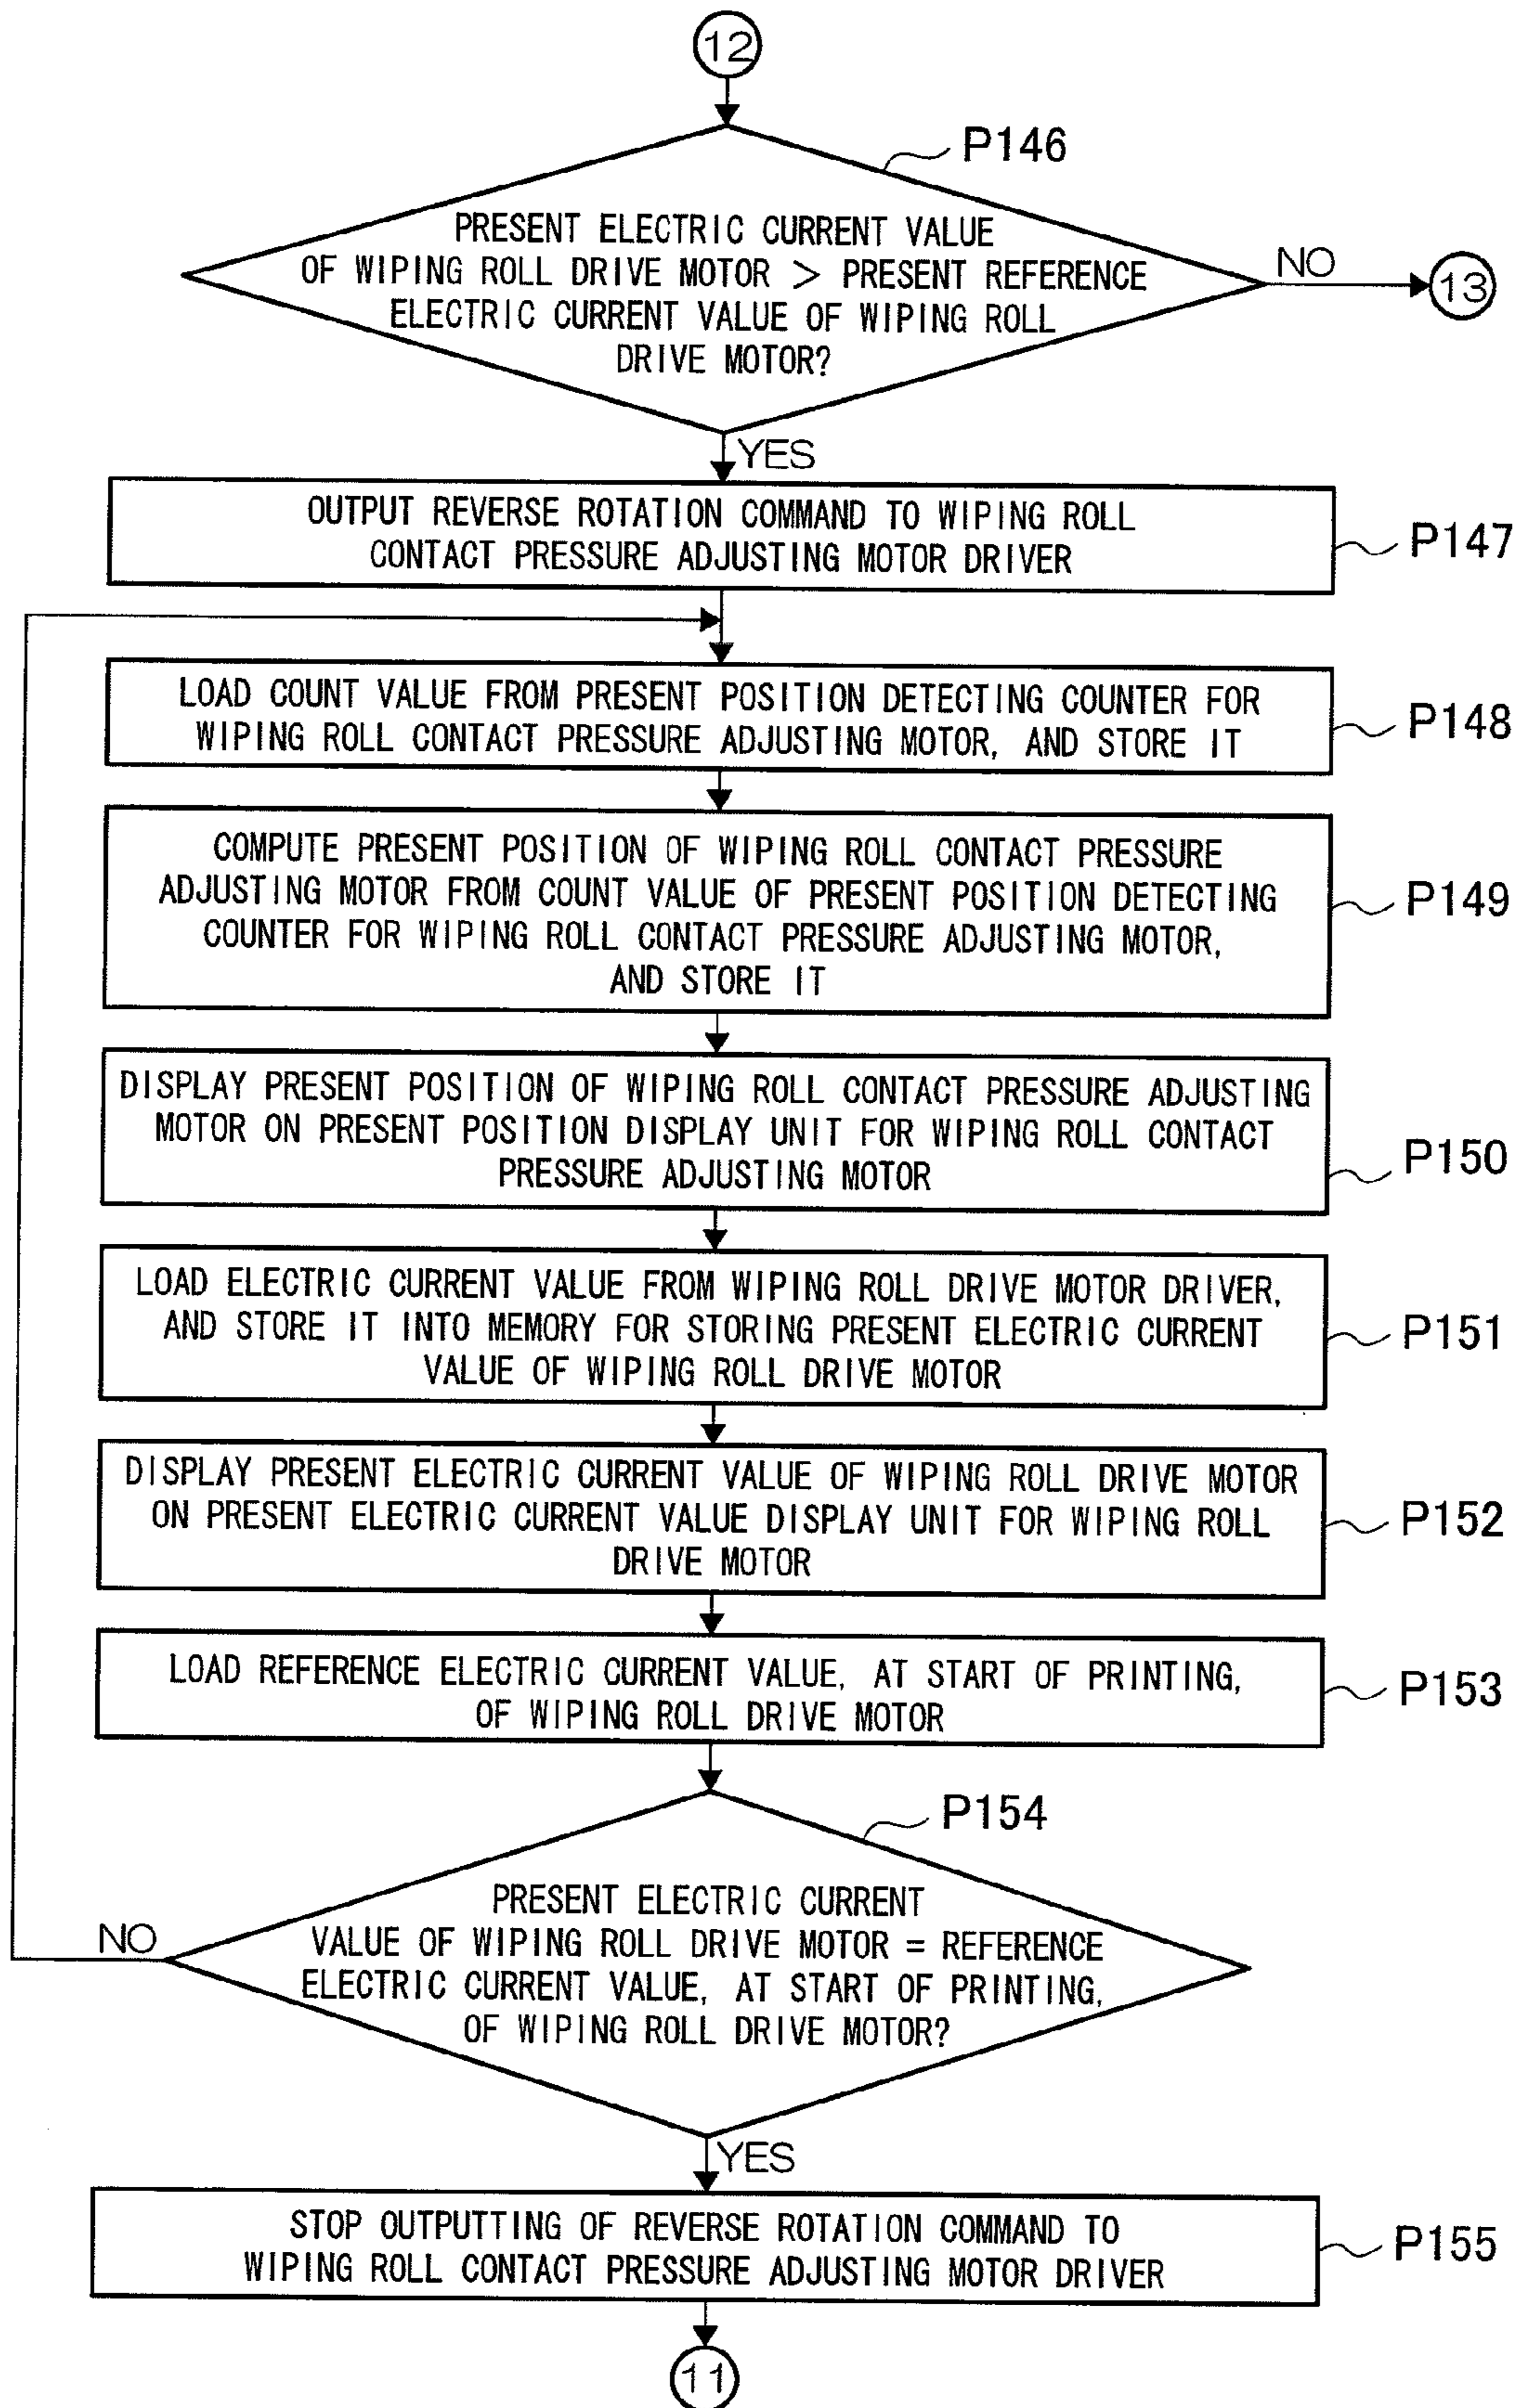 12
P146
PRESENT ELECTRIC CURRENT VALUE
OF WIPING ROLL DRIVE MOTOR > PRESENT REFERENCE
ELECTRIC CURRENT VALUE OF WIPING ROLL
DRIVE MOTOR?
NO
13
YES
OUTPUT REVERSE ROTATION COMMAND TO WIPING ROLL
CONTACT PRESSURE ADJUSTING MOTOR DRIVER
P147
LOAD COUNT VALUE FROM PRESENT POSITION DETECTING COUNTER FOR
WIPING ROLL CONTACT PRESSURE ADJUSTING MOTOR, AND STORE IT
P148
COMPUTE PRESENT POSITION OF WIPING ROLL CONTACT PRESSURE
ADJUSTING MOTOR FROM COUNT VALUE OF PRESENT POSITION DETECTING
COUNTER FOR WIPING ROLL CONTACT PRESSURE ADJUSTING MOTOR,
AND STORE IT
P149
DISPLAY PRESENT POSITION OF WIPING ROLL CONTACT PRESSURE ADJUSTING
MOTOR ON PRESENT POSITION DISPLAY UNIT FOR WIPING ROLL CONTACT
PRESSURE ADJUSTING MOTOR
P150
LOAD ELECTRIC CURRENT VALUE FROM WIPING ROLL DRIVE MOTOR DRIVER,
AND STORE IT INTO MEMORY FOR STORING PRESENT ELECTRIC CURRENT
VALUE OF WIPING ROLL DRIVE MOTOR
P151
DISPLAY PRESENT ELECTRIC CURRENT VALUE OF WIPING ROLL DRIVE MOTOR
ON PRESENT ELECTRIC CURRENT VALUE DISPLAY UNIT FOR WIPING ROLL
DRIVE MOTOR
P152
LOAD REFERENCE ELECTRIC CURRENT VALUE, AT START OF PRINTING,
OF WIPING ROLL DRIVE MOTOR
P153
P154
PRESENT ELECTRIC CURRENT
VALUE OF WIPING ROLL DRIVE MOTOR = REFERENCE
ELECTRIC CURRENT VALUE, AT START OF PRINTING,
OF WIPING ROLL DRIVE MOTOR?
NO
YES
STOP OUTPUTTING OF REVERSE ROTATION COMMAND TO
WIPING ROLL CONTACT PRESSURE ADJUSTING MOTOR DRIVER
P155
11